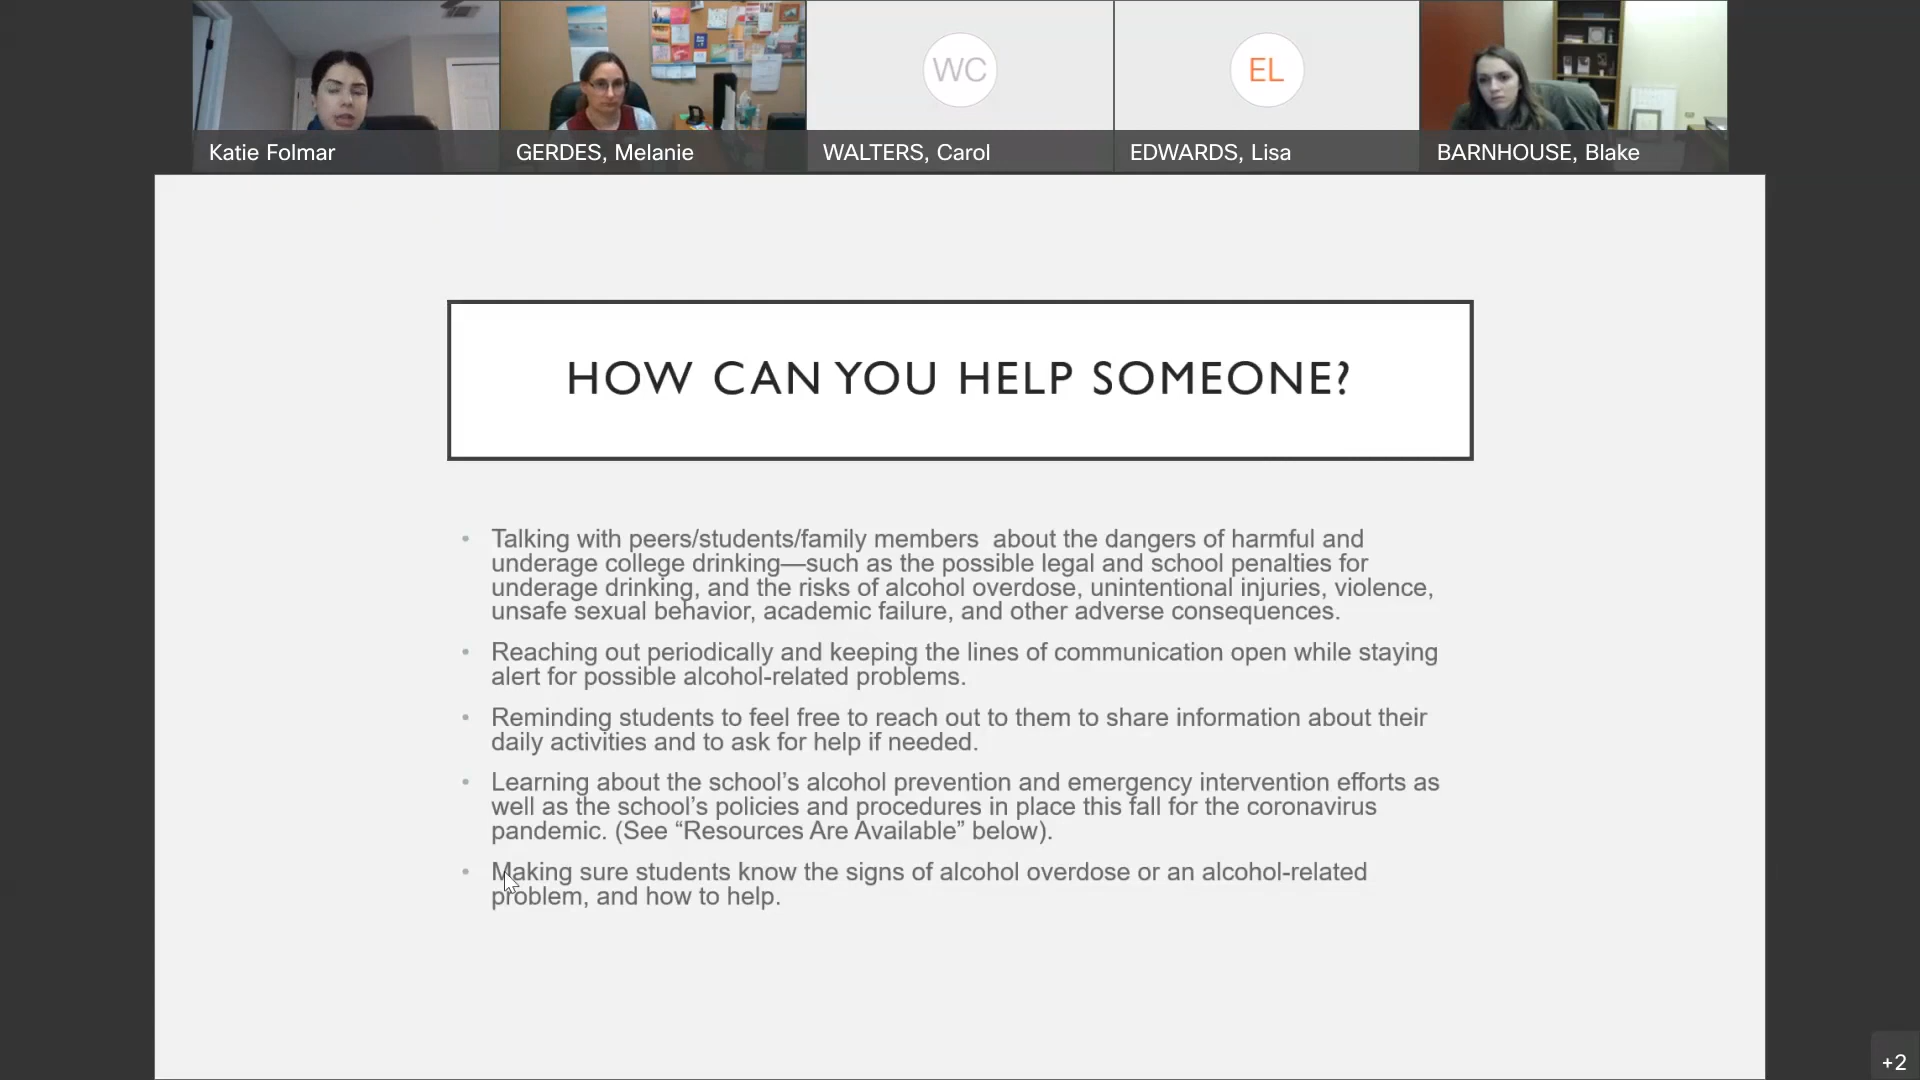 WC
EL
Katie Folmar
GERDES, Melanie
WALTERS, Carol
EDWARDS, Lisa
BARNHOUSE, Blake
HOW CAN YOU HELP SOMEONE?
• Talking with peers/students/family members  about the dangers of harmful and
underage college drinking—such as the possible legal and school penalties for
underage drinking, and the risks of alcohol overdose, unintentional injuries, violence,
unsafe sexual behavior, academic failure, and other adverse consequences.
• Reaching out periodically and keeping the lines of communication open while staying
alert for possible alcohol-related problems.
• Reminding students to feel free to reach out to them to share information about their
daily activities and to ask for help if needed.
• Learning about the school’s alcohol prevention and emergency intervention efforts as
well as the school’s policies and procedures in place this fall for the coronavirus
pandemic. (See “Resources Are Available” below).
• Making sure students know the signs of alcohol overdose or an alcohol-related
problem, and how to help.
+2